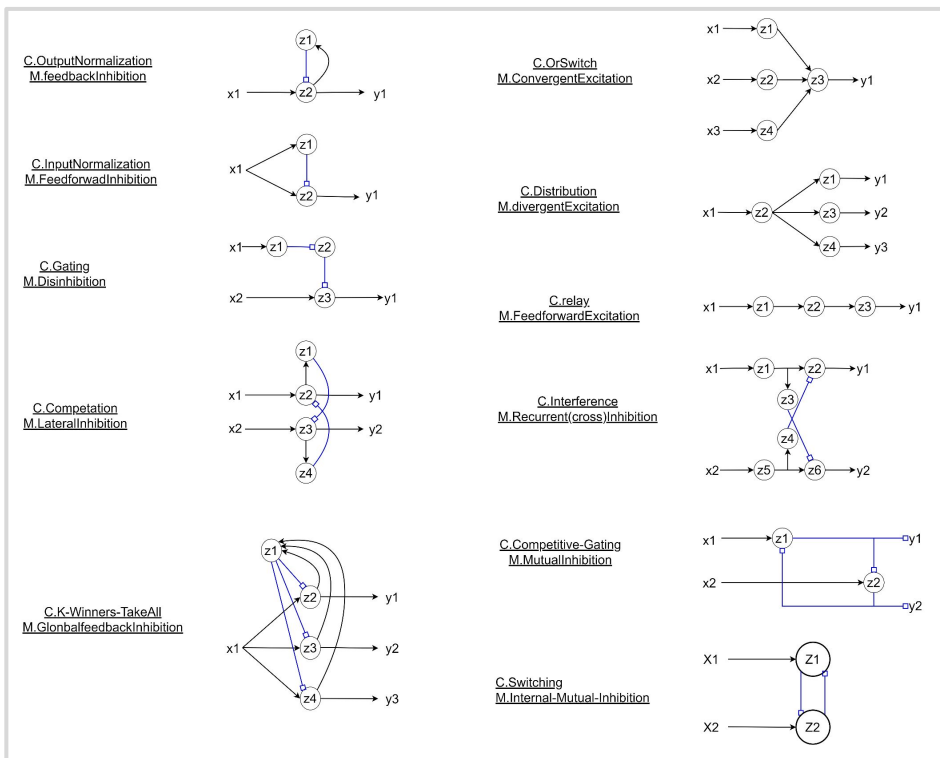 C.OutputNormalization
M.feedbackInhibition
z1
x1 z2 y1
C.InputNormalization
M.FeedforwadInhibition
z1
x1
z2 y1
C.Gating
M.Disinhibition
x1 z1 z2
x2 z3 y1
C.Competation
M.LateralInhibition
z1
x1 z2 y1
x2 z3 y2
z4
C.K-Winners-TakeAll
M.GlonbalfeedbackInhibition
z1
z2 y1
x1 z3 y2
z4 y3
C.OrSwitch
M.ConvergentExcitation
x1 z1
x2 z2 z3 y1
x3 z4
C.Distribution
M.divergentExcitation
z1 y1
x1 z2 z3 y2
z4 y3
C.relay
M.FeedforwardExcitation
x1 z1 z2 z3 y1
C.Interference
M.Recurrent(cross)Inhibition
x1 z1 z2 y1
z3
z4
x2 z5 z6 y2
C.Competitive-Gating
M.MutualInhibition
x1 z1 y1
x2 z2
y2
C.Switching
M.Internal-Mutual-Inhibition
X1 Z1
X2 Z2